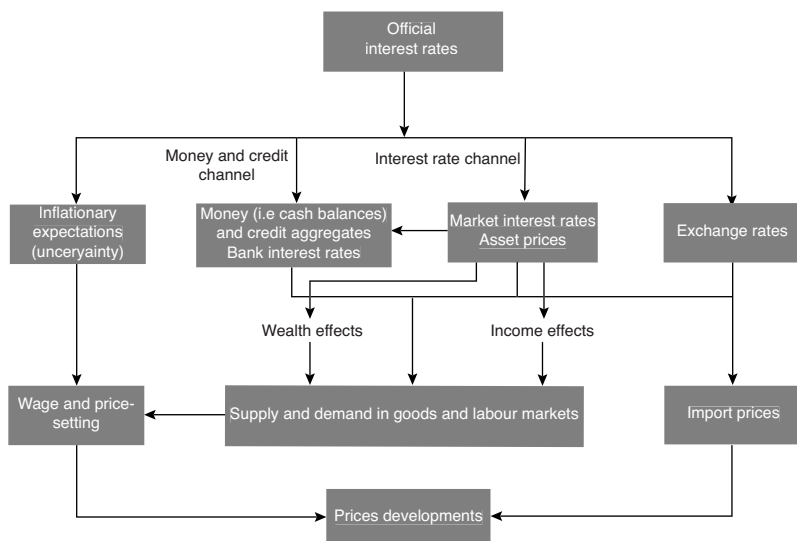 Official
interest rates
Money and credit
channel
Interest rate channel
Inflationary
expectations
(unceryainty)
Money (i.e cash balances)
and credit aggregates
Bank interest rates
Market interest rates
Asset prices
Exchange rates
Wealth effects
Income effects
Wage and price-
setting
Supply and demand in goods and labour markets
Import prices
Prices developments